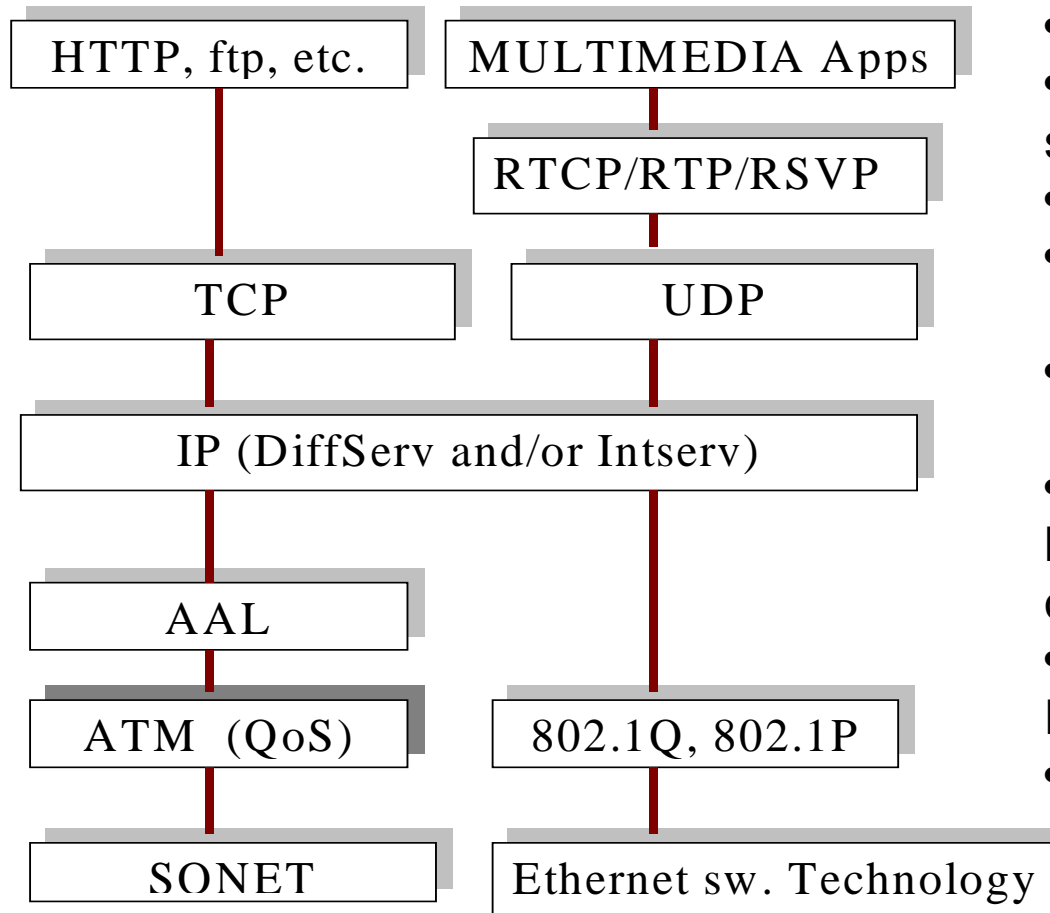 HTTP, ftp, etc.
MULTIMEDIA Apps
RTCP/RTP/RSVP
TCP
UDP
IP (DiffServ and/or Intserv)
AAL
ATM (QoS)
802.1Q, 802.1P
SONET
Ethernet sw. Technology